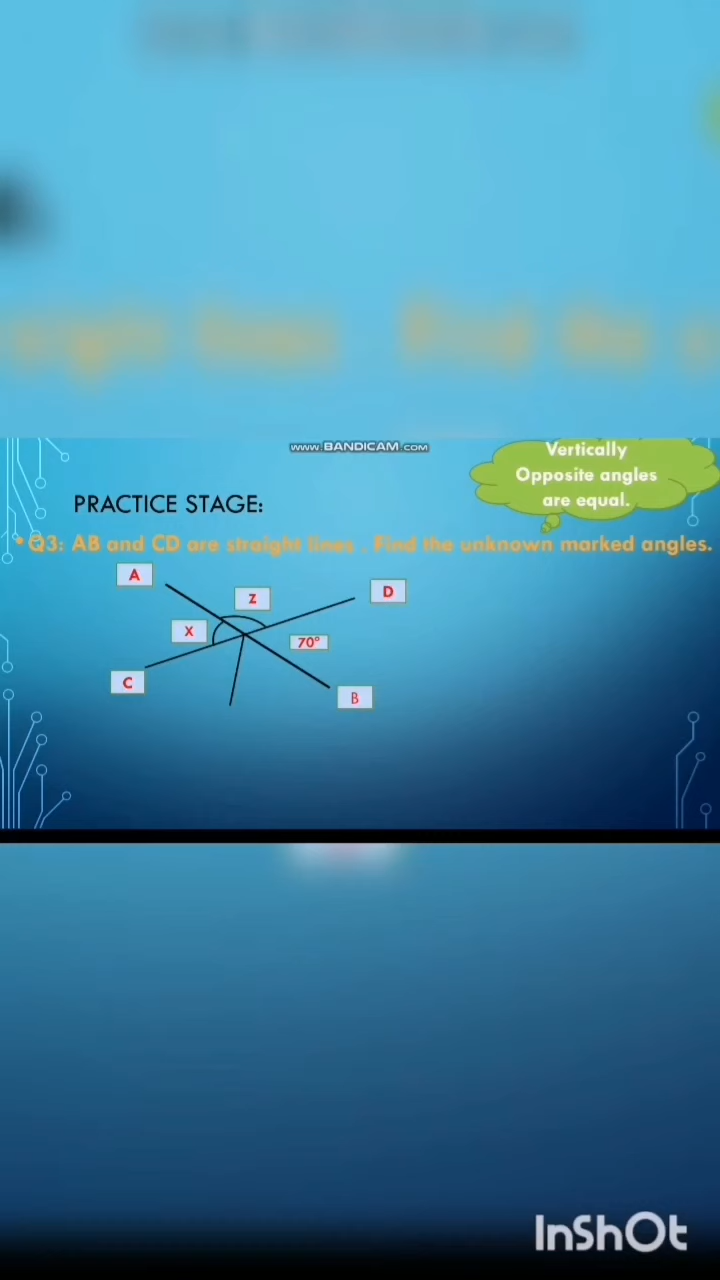 www.BANDICAM.com
Vertically
Opposite angles
are equal.
PRACTICE STAGE:
• Q3: AB and CD are straight lines . Find the unknown marked angles.
A
Z
D
X
70°
C
B
InShOt